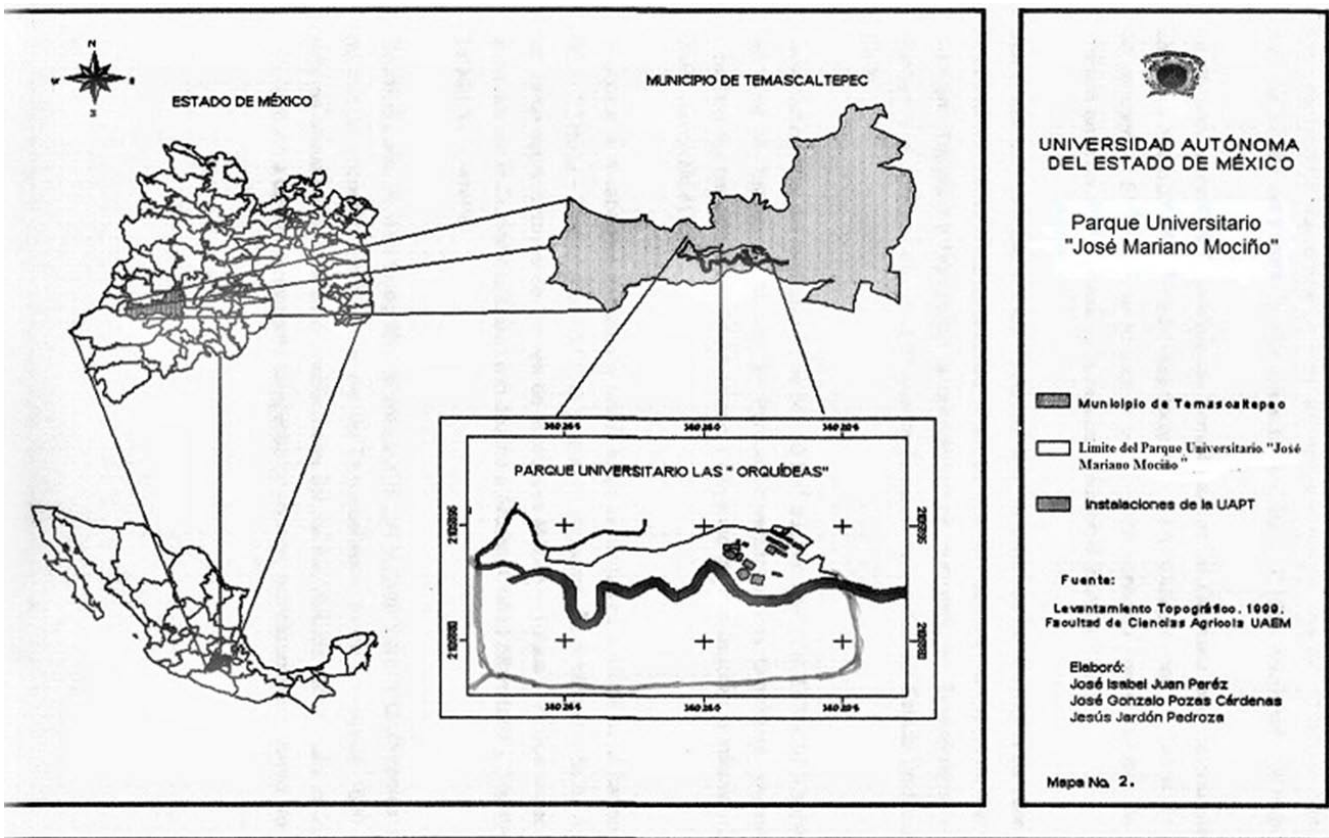 N
W
E
S
ESTADO DE MÉXICO
MUNICIPIO DE TEMASCALTEPEC
PARQUE UNIVERSITARIO LAS " ORQUÍDEAS"
UNIVERSIDAD AUTÓNOMA
DEL ESTADO DE MÉXICO
Parque Universitario
"José Mariano Mociño"
Municipio de Temascaltepec
Limite del Parque Universitario "José
Mariano Mociño"
Instalaciones de la UAPT
Fuente:
Levantamiento Topográfico. 1999.
Facultad de Ciencias Agrícola UAEM
Elaboró:
José Isabel Juan Peréz
José Gonzalo Pozas Cárdenas
Jesús Jardón Pedroza
Mapa No. 2.